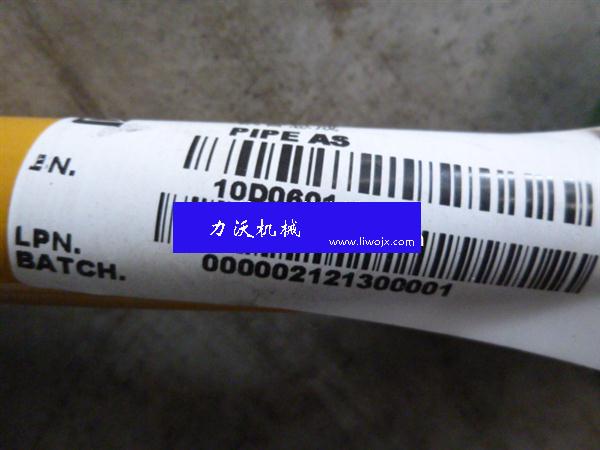 PIPE AS
N.
10D0601
力沃机械
www.liwojx.com
LPN.
BATCH.
000002121300001